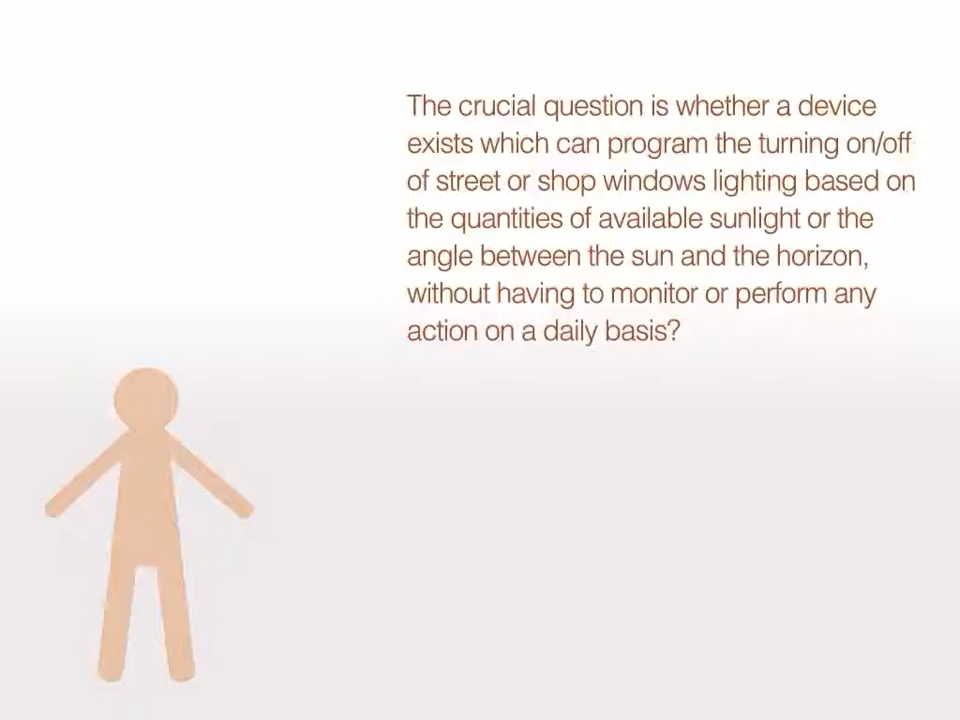 The crucial question is whether a device
exists which can program the turning on/off
of street or shop windows lighting based on
the quantities of available sunlight or the
angle between the sun and the horizon,
without having to monitor or perform any
action on a daily basis?